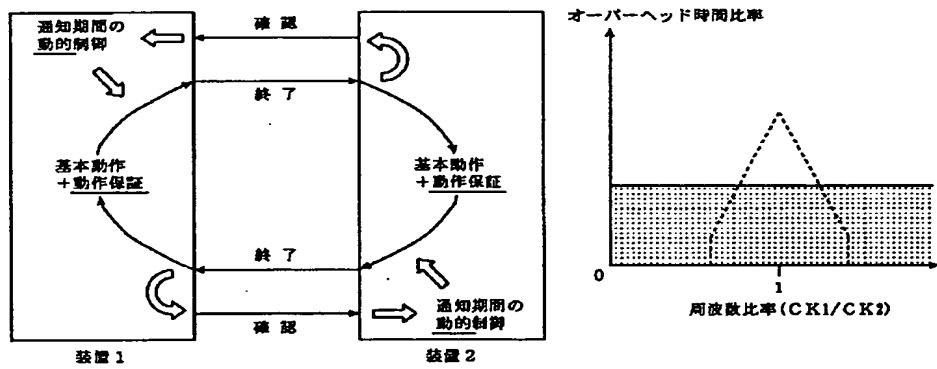 通知期間の
動的制御
確認
終了
基本動作
+動作保証
基本動作
+動作保証
終了
通知期間の
動的制御
確認
装置1
装置2
オーバーヘッド時間比率
0
1
周波数比率(CK1/CK2)